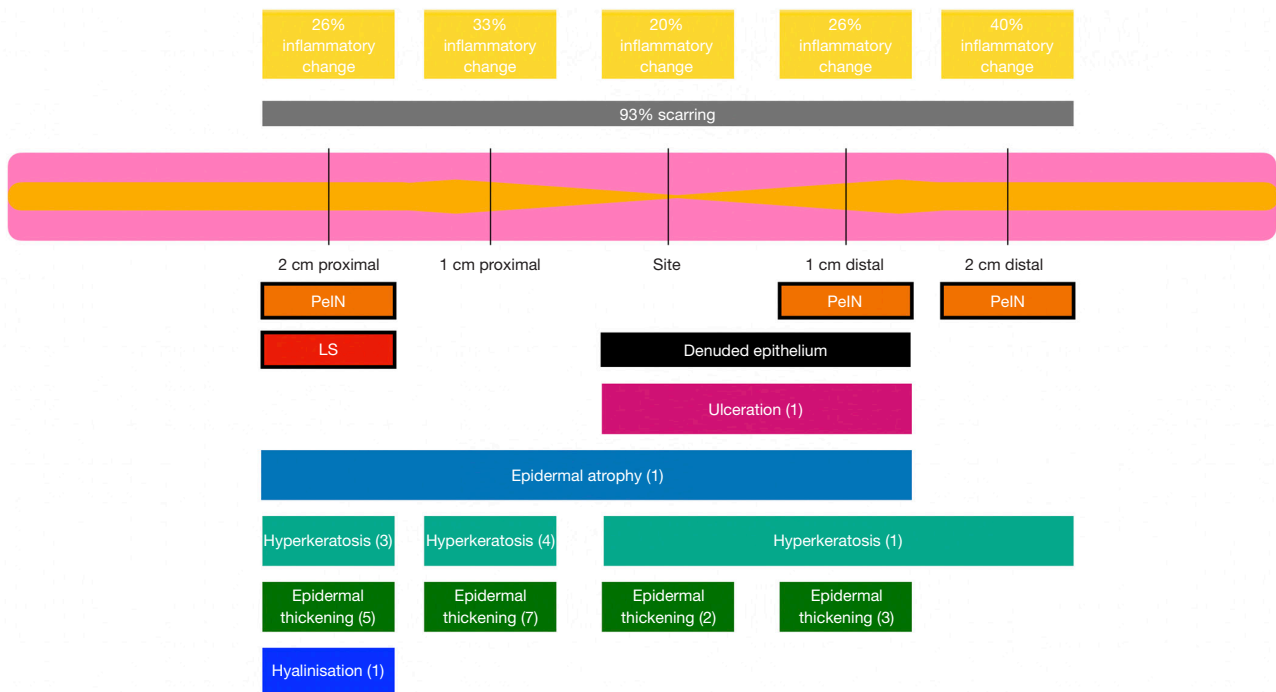 26%
inflammatory
change
33%
inflammatory
change
20%
inflammatory
change
26%
inflammatory
change
40%
inflammatory
change
93% scarring
2 cm proximal
1 cm proximal
Site
1 cm distal
2 cm distal
PeIN
PeIN
PeIN
LS
Denuded epithelium
Ulceration (1)
Epidermal atrophy (1)
Hyperkeratosis (3)
Hyperkeratosis (4)
Hyperkeratosis (1)
Epidermal
thickening (5)
Epidermal
thickening (7)
Epidermal
thickening (2)
Epidermal
thickening (3)
Hyalinisation (1)